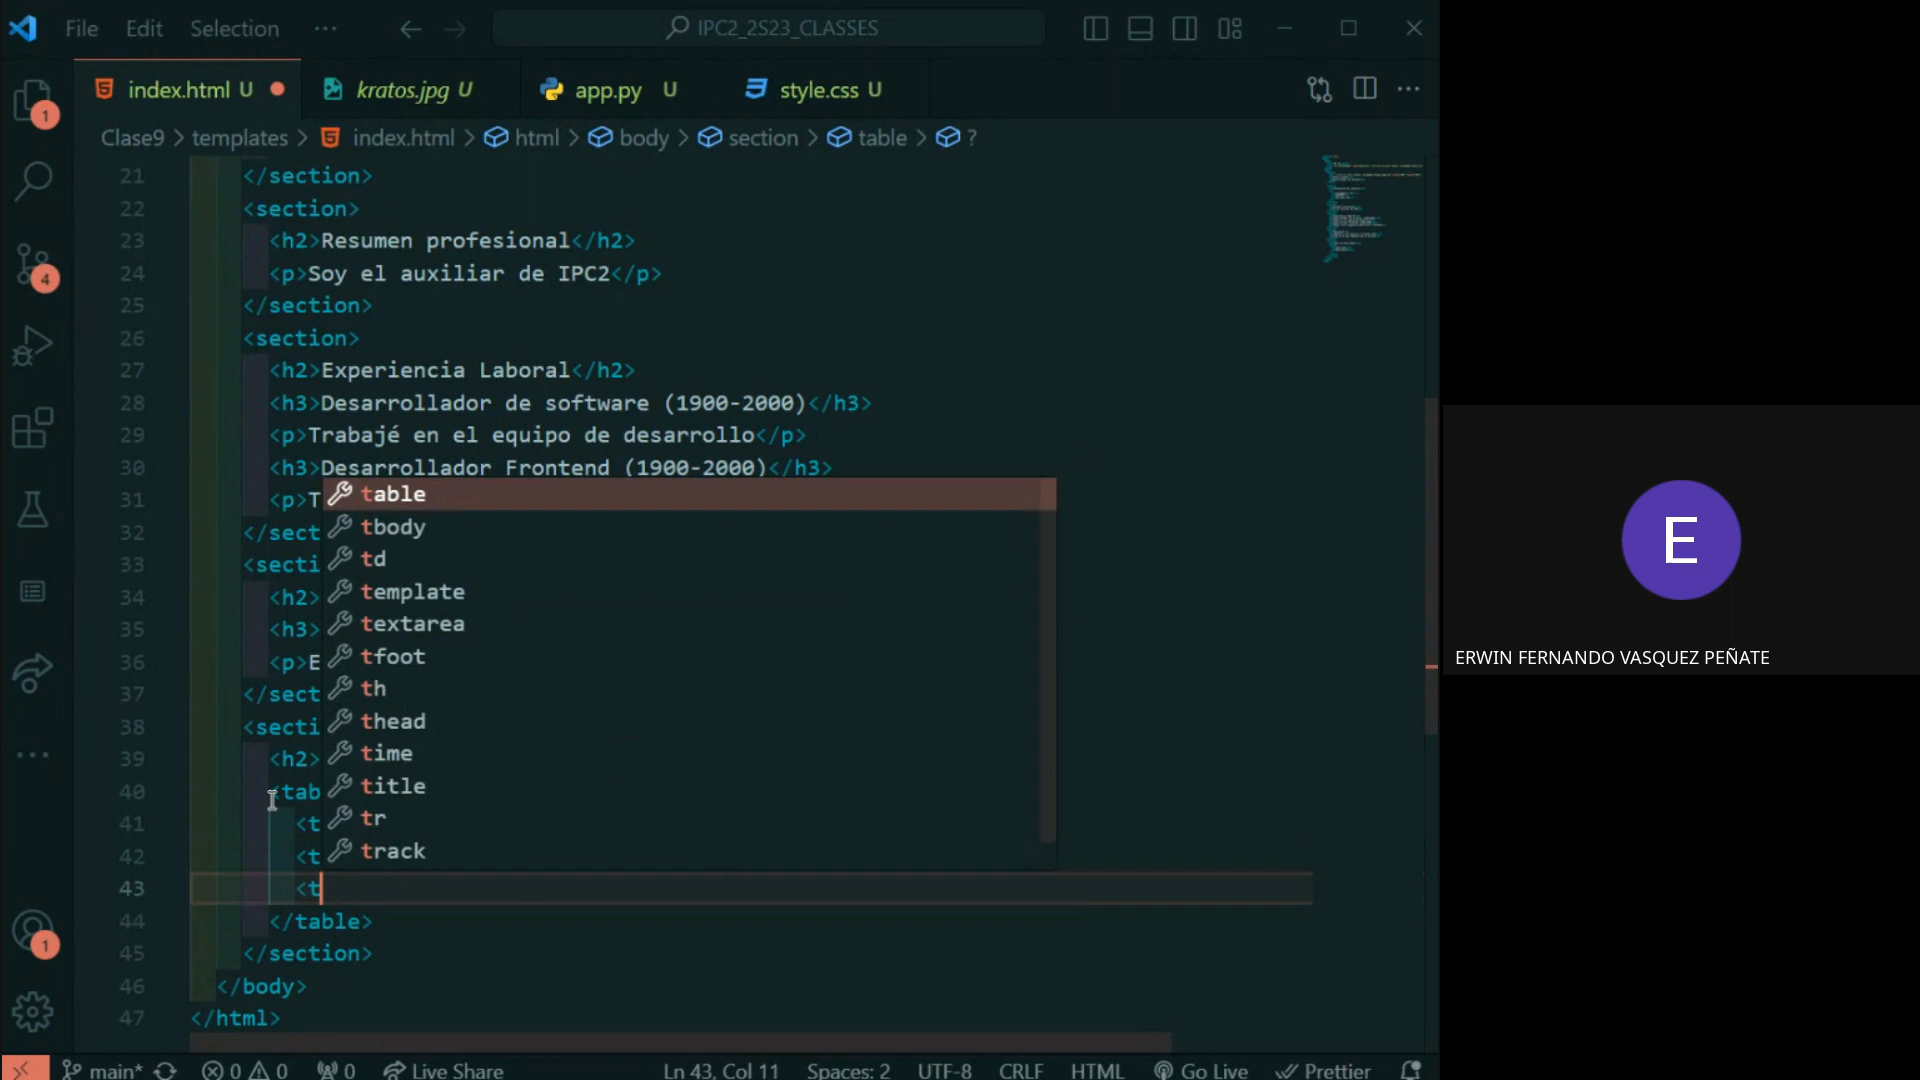 File Edit Selection ··· IPC2_2S23_CLASSES
index.html U kratos.jpg U app.py U style.css U
Clase9 > templates > index.html > html > body > section > table > ?
21 </section>
22 <section>
23 <h2>Resumen profesional</h2>
24 <p>Soy el auxiliar de IPC2</p>
25 </section>
26 <section>
27 <h2>Experiencia Laboral</h2>
28 <h3>Desarrollador de software (1900-2000)</h3>
29 <p>Trabajé en el equipo de desarrollo</p>
30 <h3>Desarrollador Frontend (1900-2000)</h3>
31 <p>T
32 </sect
33 <secti
34 <h2>
35 <h3>
36 <p>E
37 </sect
38 <secti
39 <h2>
40 <tab
41 <t
42 <t
43 <t
44 </table>
45 </section>
46 </body>
47 </html>
table
tbody
td
template
textarea
tfoot
th
thead
time
title
tr
track
1
4
1
main* 0 0 0 Live Share Ln 43, Col 11 Spaces: 2 UTF-8 CRLF HTML Go Live Prettier
E
ERWIN FERNANDO VASQUEZ PEÑATE